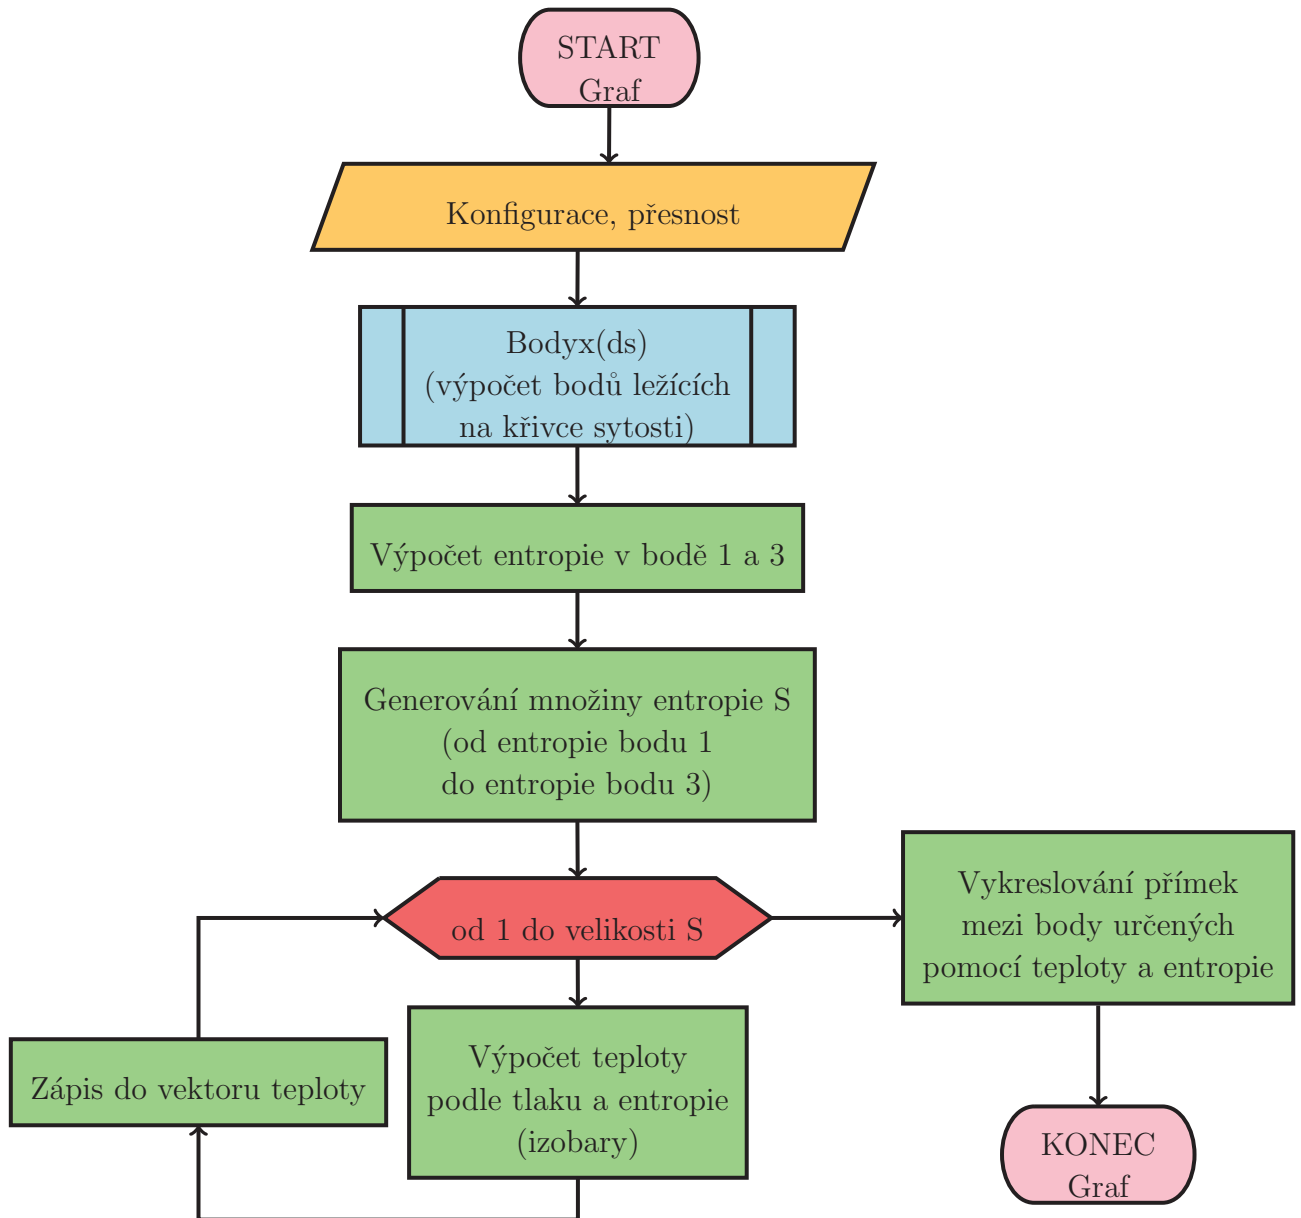 START
Graf
Konfigurace, přesnost
Bodyx(ds)
(výpočet bodů ležících
na křivce sytosti)
Výpočet entropie v bodě 1 a 3
Generování množiny entropie S
(od entropie bodu 1
do entropie bodu 3)
od 1 do velikosti S
Vykreslování přímek
mezi body určených
pomocí teploty a entropie
Výpočet teploty
podle tlaku a entropie
(izobary)
Zápis do vektoru teploty
KONEC
Graf